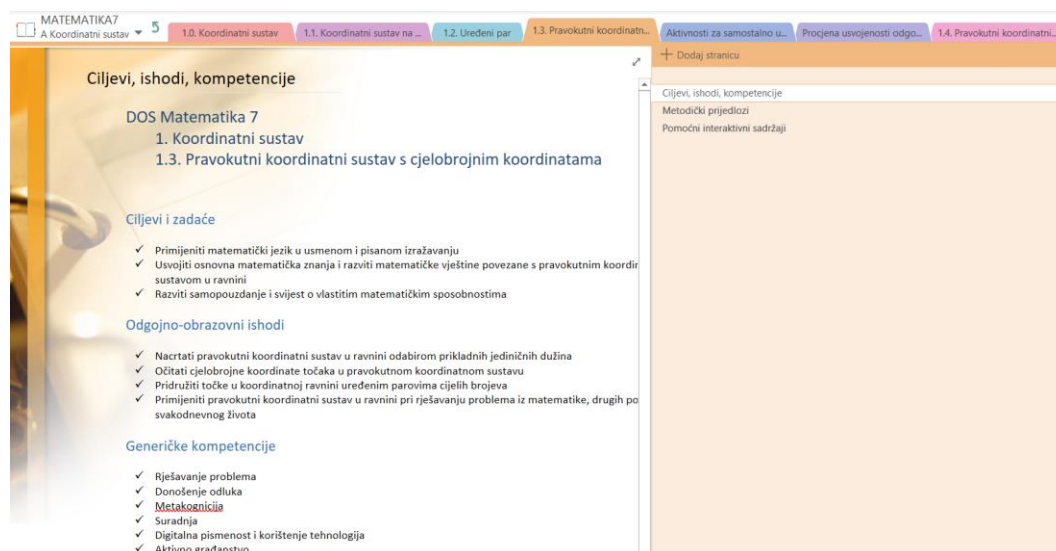 MATEMATIKA7
A Koordinatni sustav
1.0. Koordinatni sustav
1.1. Koordinatni sustav na ...
1.2. Uređeni par
1.3. Pravokutni koordinatn...
Aktivnosti za samostalno u...
Procjena usvojenosti odgo...
1.4. Pravokutni koordinatni...
Ciljevi, ishodi, kompetencije
DOS Matematika 7
1. Koordinatni sustav
1.3. Pravokutni koordinatni sustav s cjelobrojnim koordinatama
Ciljevi i zadaće
✓ Primijeniti matematički jezik u usmenom i pisanom izražavanju
✓ Usvojiti osnovna matematička znanja i razviti matematičke vještine povezane s pravokutnim koordin
sustavom u ravnini
✓ Razviti samopouzdanje i svijest o vlastitim matematičkim sposobnostima
Odgojno-obrazovni ishodi
✓ Nacrtati pravokutni koordinatni sustav u ravnini odabirom prikladnih jediničnih dužina
✓ Očitati cjelobrojne koordinate točaka u pravokutnom koordinatnom sustavu
✓ Pridružiti točke u koordinatnoj ravnini uređenim parovima cijelih brojeva
✓ Primijeniti pravokutni koordinatni sustav u ravnini pri rješavanju problema iz matematike, drugih po
svakodnevnog života
Generičke kompetencije
✓ Rješavanje problema
✓ Donošenje odluka
✓ Metakognicija
✓ Suradnja
✓ Digitalna pismenost i korištenje tehnologija
✓ Aktivno građanstvo
+ Dodaj stranicu
Ciljevi, ishodi, kompetencije
Metodički prijedlozi
Pomoćni interaktivni sadržaji